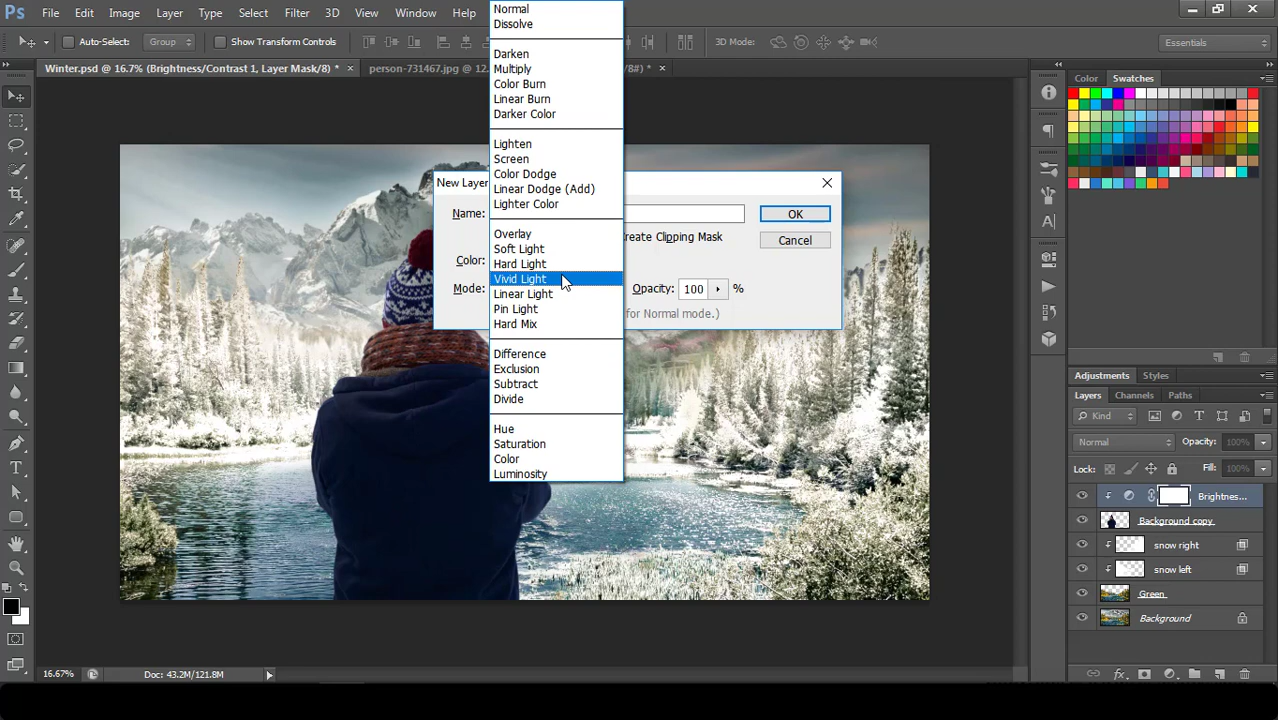 Ps File Edit Image Layer Type Select Filter 3D View Window Help
Auto-Select: Group Show Transform Controls 3D Mode: Essentials
Winter.psd @ 16.7% (Brightness/Contrast 1, Layer Mask/8) * × person-731467.jpg @ 12. /8#) * ×
Normal
Dissolve
Darken
Multiply
Color Burn
Linear Burn
Darker Color
Lighten
Screen
Color Dodge
Linear Dodge (Add)
Lighter Color
Overlay
Soft Light
Hard Light
Vivid Light
Linear Light
Pin Light
Hard Mix
Difference
Exclusion
Subtract
Divide
Hue
Saturation
Color
Luminosity
New Layer
Name: OK
reate Clipping Mask Cancel
Color:
Mode: Opacity: 100 %
for Normal mode.)
Color Swatches
Adjustments Styles
Layers Channels Paths
Kind
Normal Opacity: 100%
Lock: Fill: 100%
Brightnes...
Background copy
snow right
snow left
Green
Background
16.67% Doc: 43.2M/121.8M